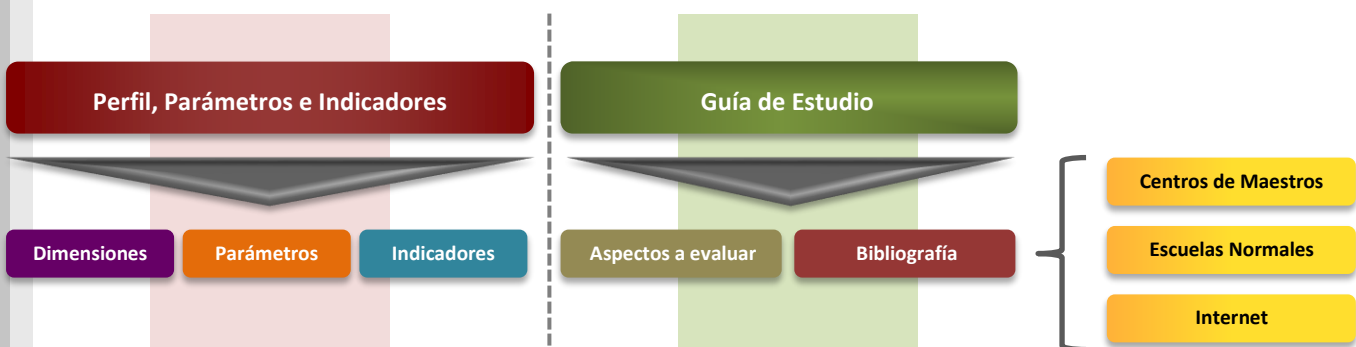 Perfil, Parámetros e Indicadores
Guía de Estudio
Dimensiones
Parámetros
Indicadores
Aspectos a evaluar
Bibliografía
Centros de Maestros
Escuelas Normales
Internet